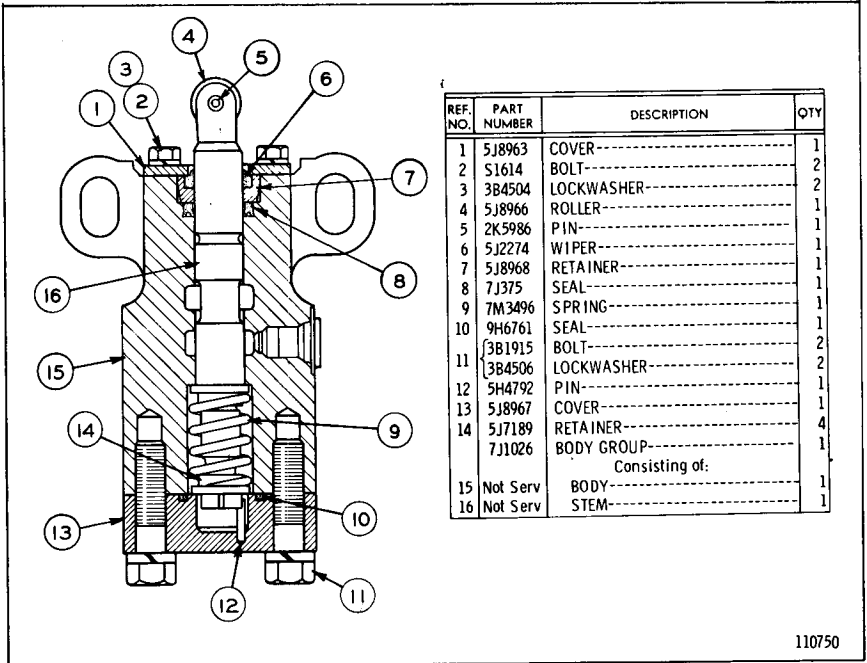 3
4
5
1
2
6
7
8
16
15
14
9
13
10
12
11
REF. NO. PART NUMBER DESCRIPTION QTY
1 5J8963 COVER 1
2 S1614 BOLT 2
3 3B4504 LOCKWASHER 2
4 5J8966 ROLLER 1
5 2K5986 PIN 1
6 5J2274 WIPER 1
7 5J8968 RETAINER 1
8 7J375 SEAL 1
9 7M3496 SPRING 1
10 9H6761 SEAL 1
11 3B1915 BOLT 2
3B4506 LOCKWASHER 2
12 5H4792 PIN 1
13 5J8967 COVER 1
14 5J7189 RETAINER 4
7J1026 BODY GROUP 1
Consisting of:
15 Not Serv BODY 1
16 Not Serv STEM 1
110750